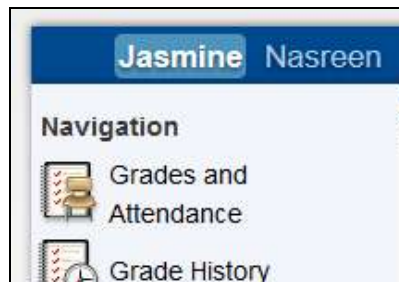 Jasmine Nasreen
Navigation
Grades and
Attendance
Grade History